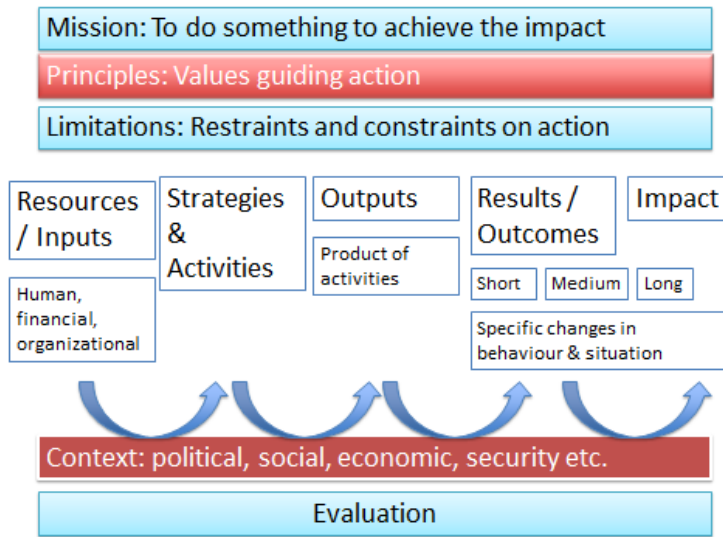 Mission: To do something to achieve the impact
Principles: Values guiding action
Limitations: Restraints and constraints on action
Resources
/ Inputs
Human,
financial,
organizational
Strategies
&
Activities
Outputs
Product of
activities
Results /
Outcomes
Impact
Short
Medium
Long
Specific changes in
behaviour & situation
Context: political, social, economic, security etc.
Evaluation